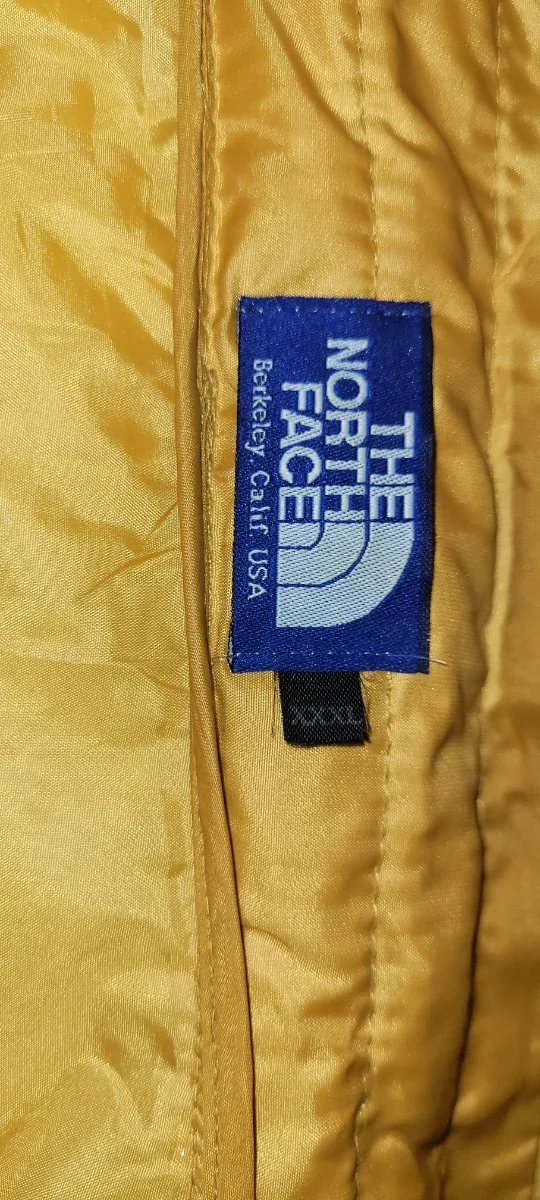 THE
NORTH
FACE
Berkeley Calif USA
XXXL